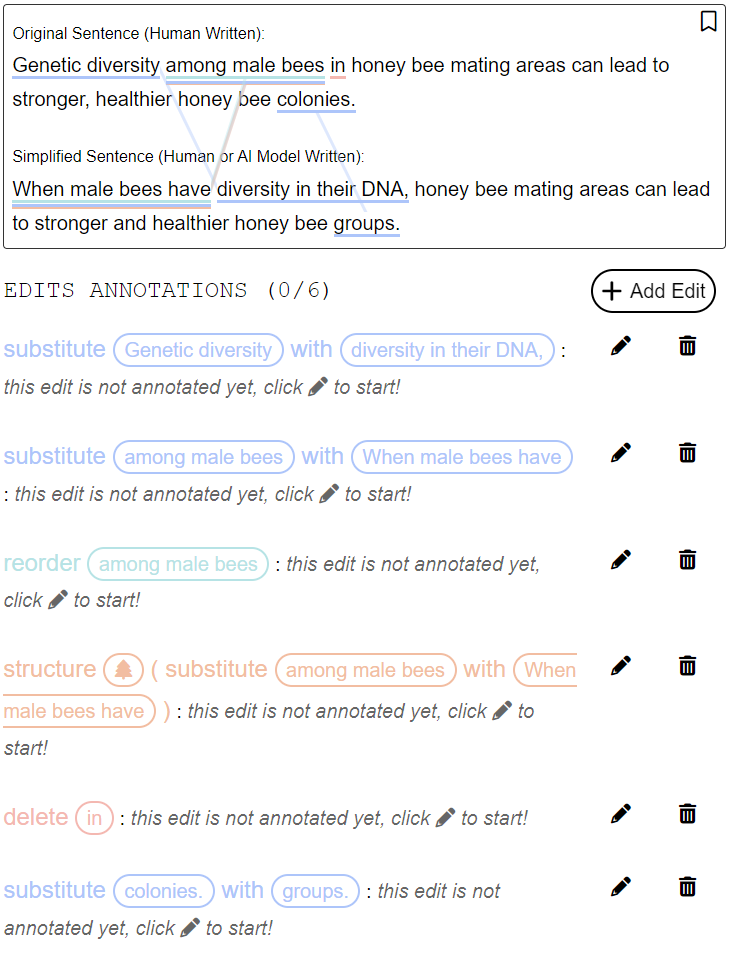 Original Sentence (Human Written):
Genetic diversity among male bees in honey bee mating areas can lead to
stronger, healthier honey bee colonies.
Simplified Sentence (Human or AI Model Written):
When male bees have diversity in their DNA, honey bee mating areas can lead
to stronger and healthier honey bee groups.
EDITS ANNOTATIONS (0/6)
+ Add Edit
substitute Genetic diversity with diversity in their DNA, :
this edit is not annotated yet, click to start!
substitute among male bees with When male bees have
: this edit is not annotated yet, click to start!
reorder among male bees : this edit is not annotated yet,
click to start!
structure ( substitute among male bees with When
male bees have ) : this edit is not annotated yet, click to
start!
delete in : this edit is not annotated yet, click to start!
substitute colonies. with groups. : this edit is not
annotated yet, click to start!